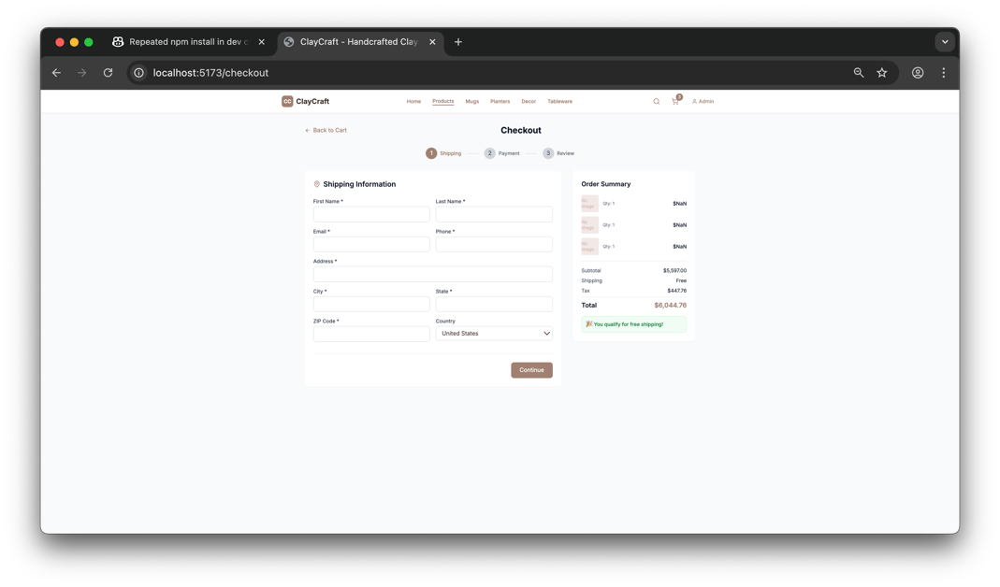 Repeated npm install in dev c
ClayCraft - Handcrafted Clay
localhost:5173/checkout
CC ClayCraft
Home Products Mugs Planters Decor Tableware
3
Admin
← Back to Cart
Checkout
1 Shipping 2 Payment 3 Review
Shipping Information
First Name * Last Name *
Email * Phone *
Address *
City * State *
ZIP Code * Country
United States
Continue
Order Summary
No Image
Qty: 1 $NaN
No Image
Qty: 1 $NaN
No Image
Qty: 1 $NaN
Subtotal $5,597.00
Shipping Free
Tax $447.76
Total $6,044.76
🎉 You qualify for free shipping!